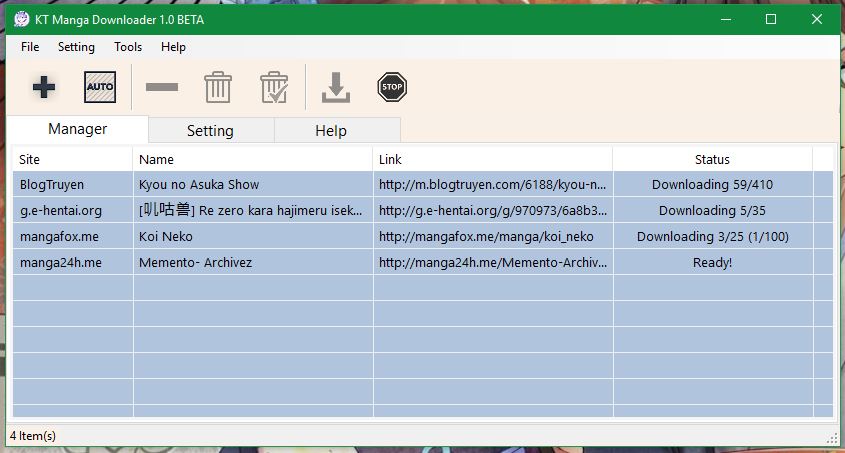 KT Manga Downloader 1.0 BETA
File Setting Tools Help
AUTO STOP
Manager Setting Help
Site Name Link Status
BlogTruyen Kyou no Asuka Show http://m.blogtruyen.com/6188/kyou-n... Downloading 59/410
g.e-hentai.org [叽咕兽] Re zero kara hajimeru isek... http://g.e-hentai.org/g/970973/6a8b3... Downloading 5/35
mangafox.me Koi Neko http://mangafox.me/manga/koi_neko Downloading 3/25 (1/100)
manga24h.me Memento- Archivez http://manga24h.me/Memento-Archiv... Ready!
4 Item(s)